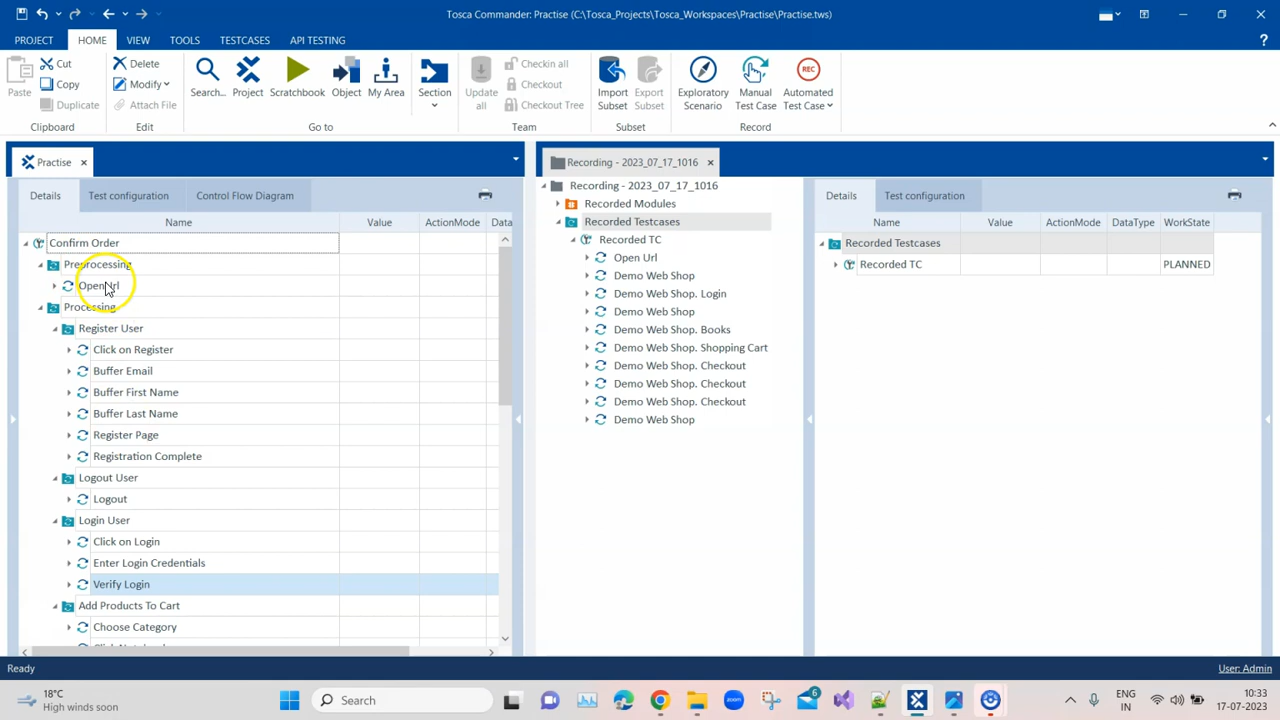 Tosca Commander: Practise (C:\Tosca_Projects\Tosca_Workspaces\Practise\Practise.tws)
PROJECT HOME VIEW TOOLS TESTCASES API TESTING
Paste Cut Copy Duplicate
Clipboard
Delete Modify Attach File
Edit
Search... Project Scratchbook Object My Area Section
Go to
Update all Checkin all Checkout Checkout Tree
Team
Import Subset Export Subset
Subset
Exploratory Scenario Manual Test Case Automated Test Case
REC
Record
Practise
Details Test configuration Control Flow Diagram
Name Value ActionMode Data
Confirm Order
Preprocessing
Open Url
Processing
Register User
Click on Register
Buffer Email
Buffer First Name
Buffer Last Name
Register Page
Registration Complete
Logout User
Logout
Login User
Click on Login
Enter Login Credentials
Verify Login
Add Products To Cart
Choose Category
Recording - 2023_07_17_1016
Recording - 2023_07_17_1016
Recorded Modules
Recorded Testcases
Recorded TC
Open Url
Demo Web Shop
Demo Web Shop. Login
Demo Web Shop
Demo Web Shop. Books
Demo Web Shop. Shopping Cart
Demo Web Shop. Checkout
Demo Web Shop. Checkout
Demo Web Shop. Checkout
Demo Web Shop
Details Test configuration
Name Value ActionMode DataType WorkState
Recorded Testcases
Recorded TC PLANNED
Ready
User: Admin
18°C
High winds soon
Search
6
ENG
IN
10:33
17-07-2023